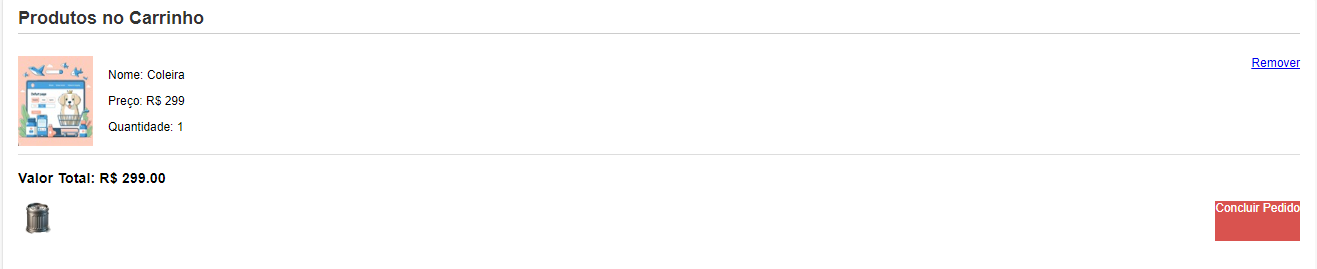 Produtos no Carrinho
Remover
Nome: Coleira
Preço: R$ 299
Quantidade: 1
Valor Total: R$ 299.00
Concluir Pedido